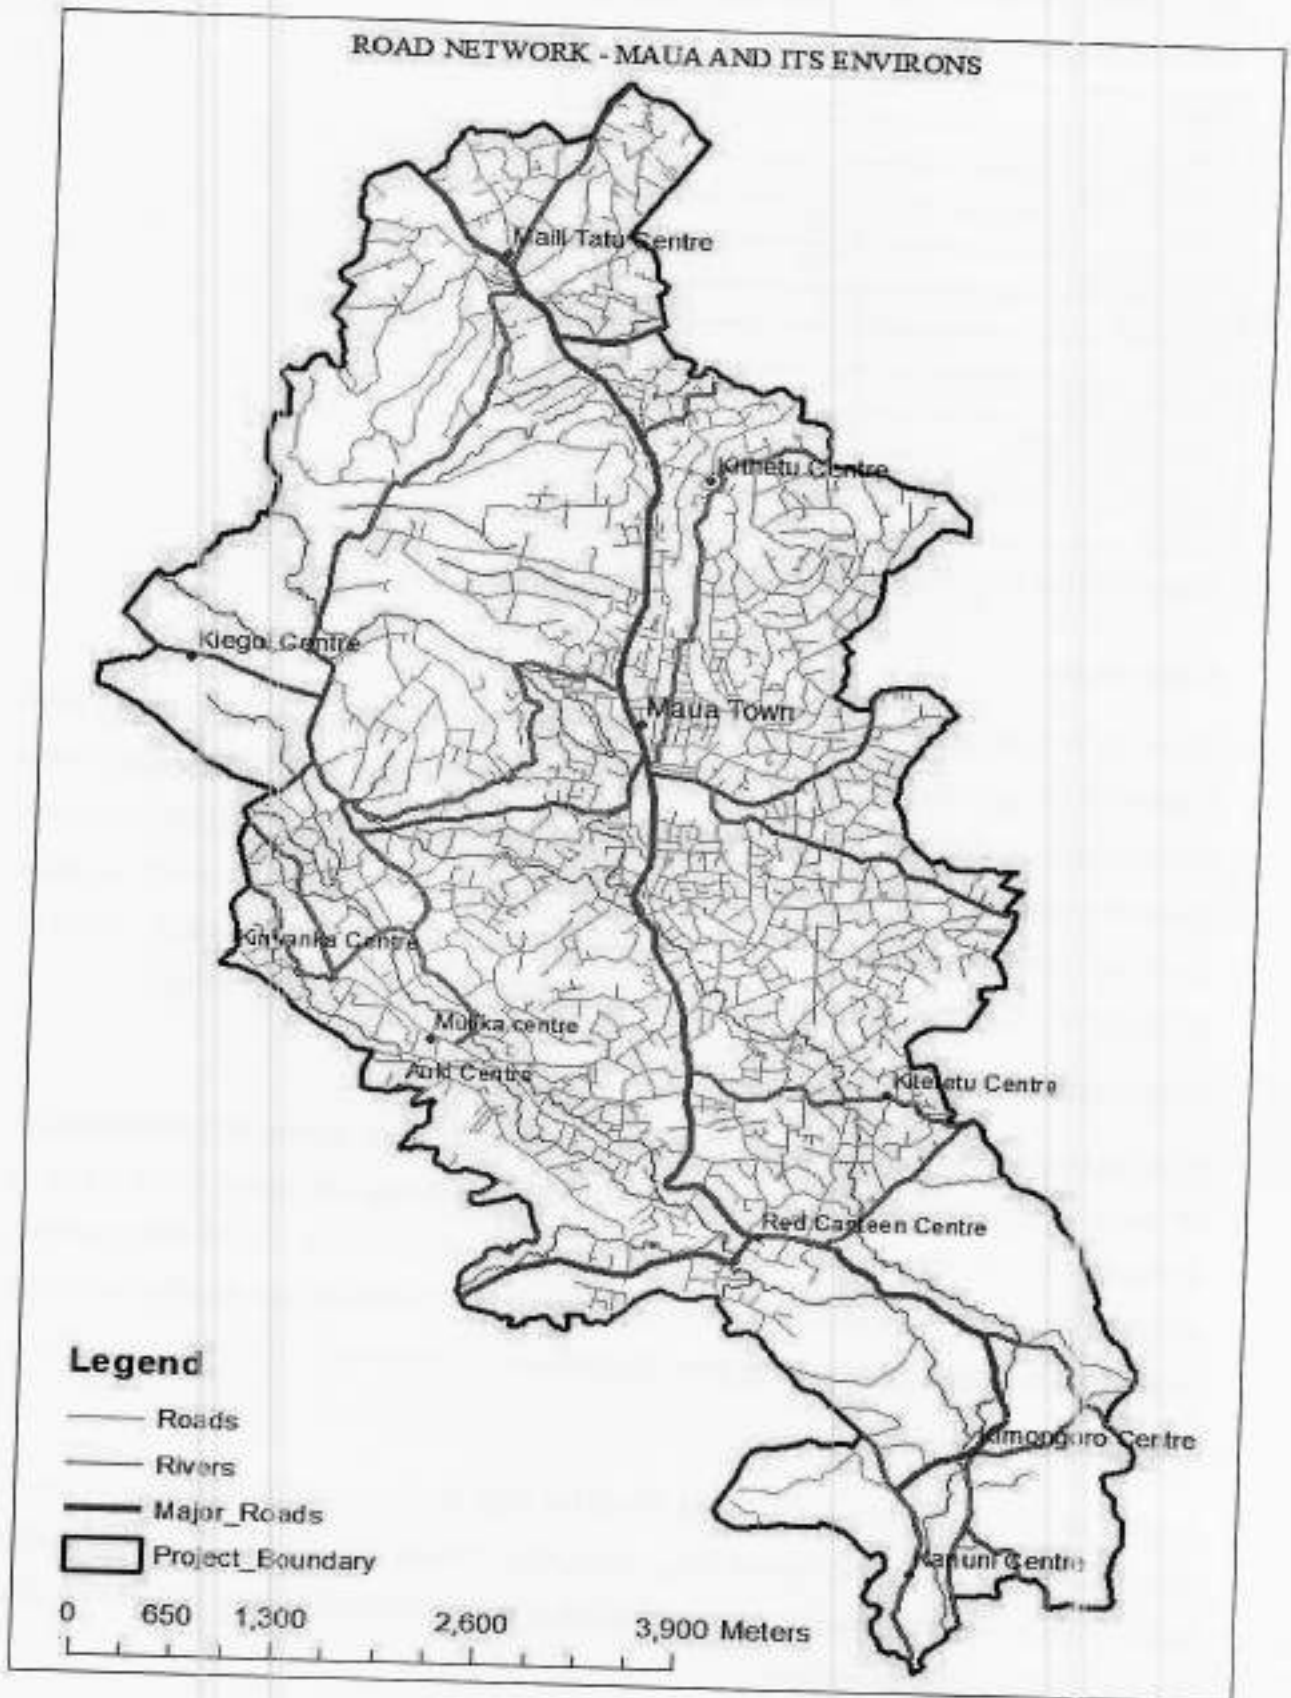 ROAD NETWORK - MAUA AND ITS ENVIRONS
Maili Tatu Centre
Kithetu Centre
Kiegoi Centre
Maua Town
Kinyanka Centre
Mutika centre
Auki Centre
Kiteletu Centre
Red Canteen Centre
Kimongoro Centre
Kanuni Centre
Legend
Roads
Rivers
Major_Roads
Project_Boundary
0 650 1,300 2,600 3,900 Meters